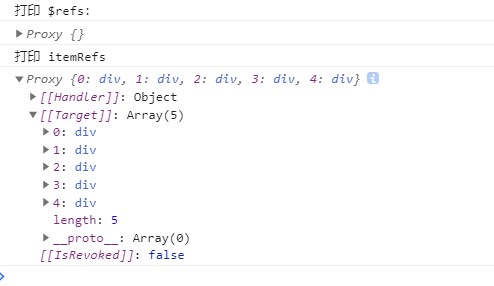 打印 $refs:
Proxy {}
打印 itemRefs
Proxy {0: div, 1: div, 2: div, 3: div, 4: div} i
[[Handler]]: Object
[[Target]]: Array(5)
0: div
1: div
2: div
3: div
4: div
length: 5
__proto__: Array(0)
[[IsRevoked]]: false